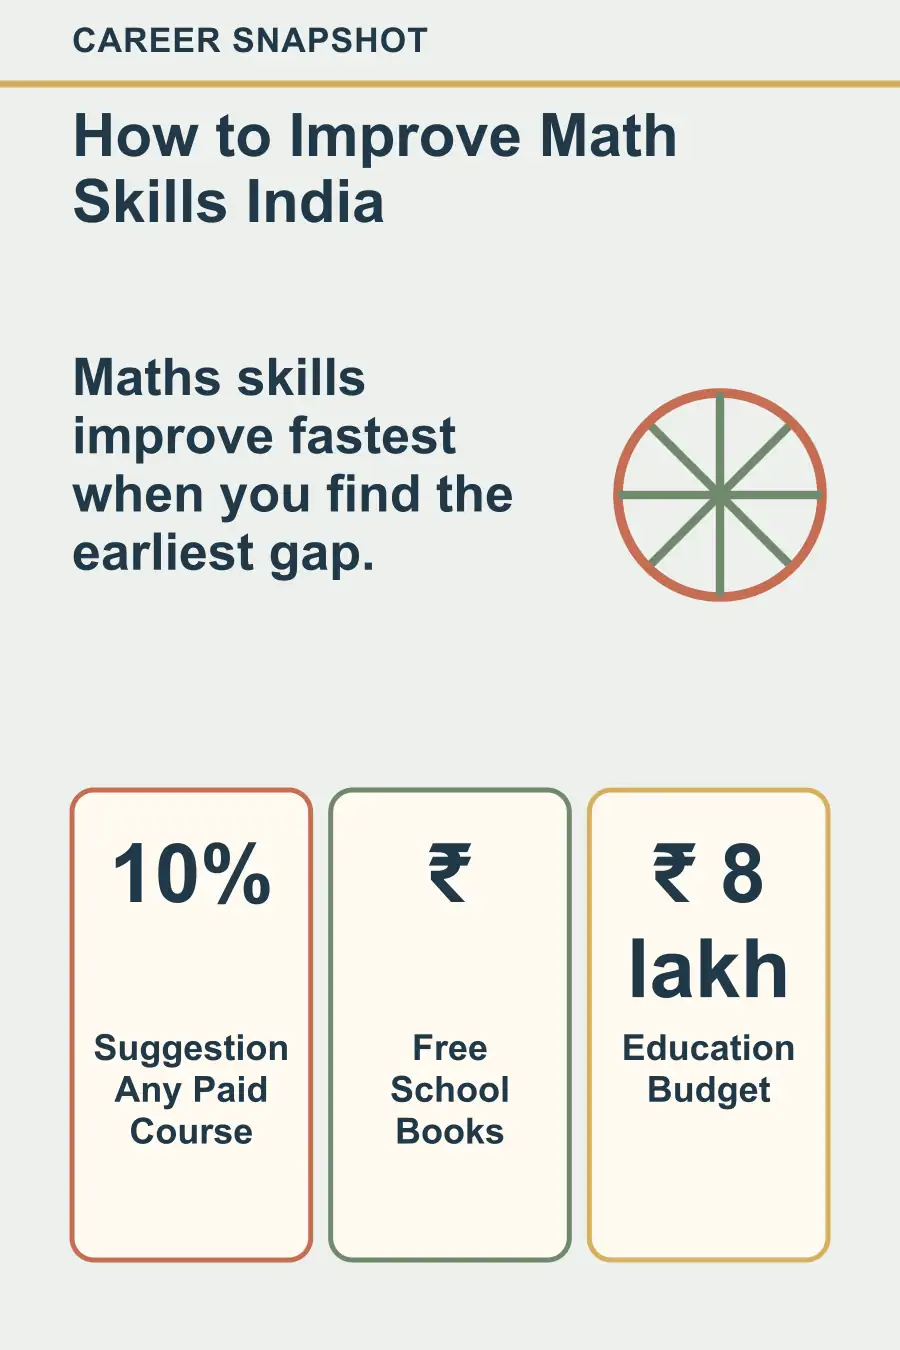 CAREER SNAPSHOT
How to Improve Math
Skills India
Maths skills
improve fastest
when you find the
earliest gap.
10%
Suggestion
Any Paid
Course
₹
Free
School
Books
₹ 8
lakh
Education
Budget